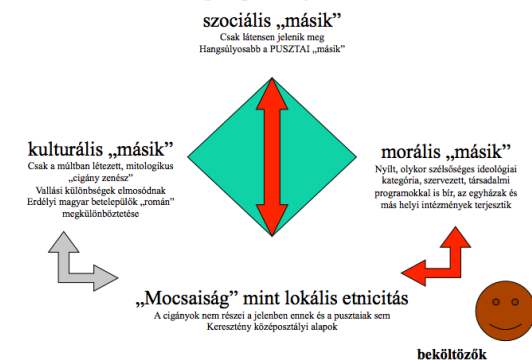 szociális „másik”
Csak látensen jelenik meg
Hangsúlyosabb a PUSZTAI „másik”
kulturális „másik”
Csak a múltban létezett, mitologikus
„cigány zenész”
Vallási különbségek elmosódnak
Erdélyi magyar betelepülők „román”
megkülönböztetése
morális „másik”
Nyílt, olykor szélsőséges ideológiai
kategória, szervezett, társadalmi
programokkal is bír, az egyházak és
más helyi intézmények terjesztik
„Mocsaiság” mint lokális etnicitás
A cigányok nem részei a jelenben ennek és a pusztaiak sem
Keresztény középosztályi alapok
beköltözők